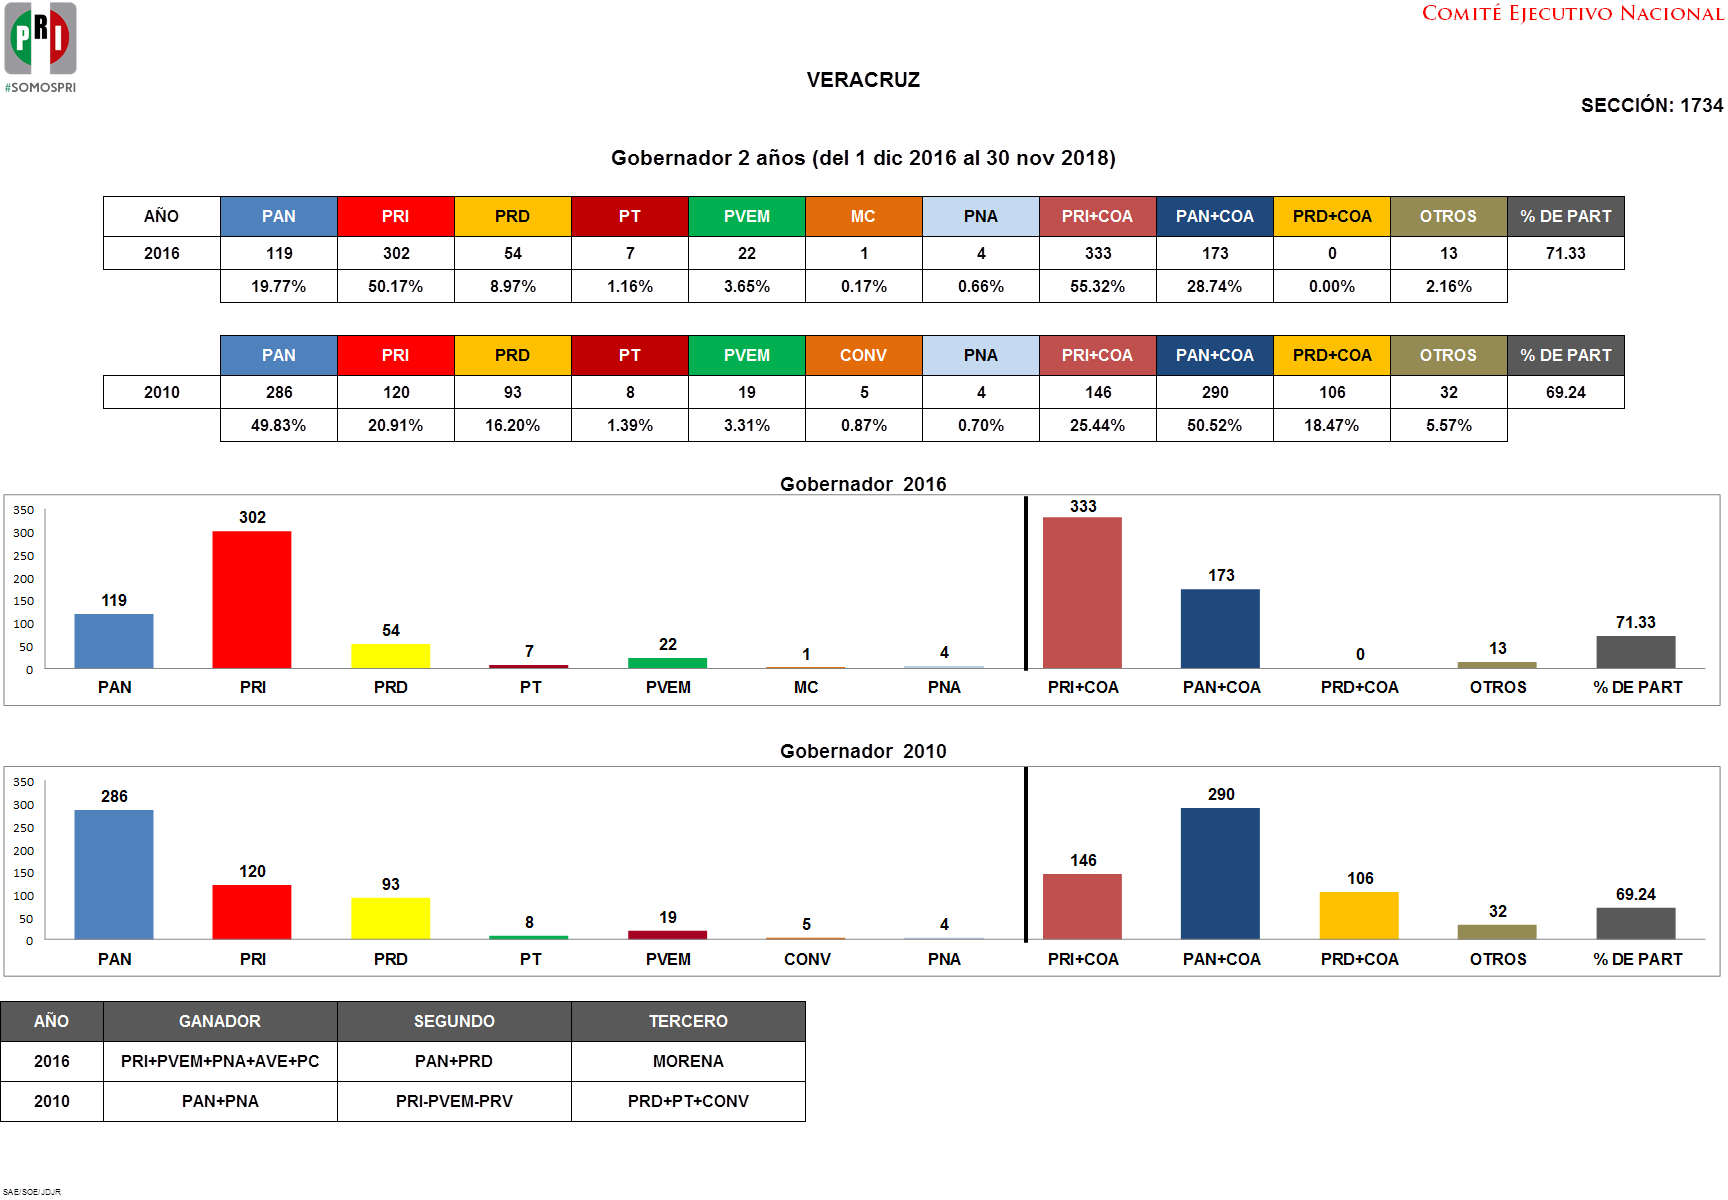 PRI
#SOMOSPRI
COMITÉ EJECUTIVO NACIONAL
VERACRUZ
SECCIÓN: 1734
Gobernador 2 años (del 1 dic 2016 al 30 nov 2018)
AÑO PAN PRI PRD PT PVEM MC PNA PRI+COA PAN+COA PRD+COA OTROS % DE PART
2016 119 302 54 7 22 1 4 333 173 0 13 71.33
19.77% 50.17% 8.97% 1.16% 3.65% 0.17% 0.66% 55.32% 28.74% 0.00% 2.16%
PAN PRI PRD PT PVEM CONV PNA PRI+COA PAN+COA PRD+COA OTROS % DE PART
2010 286 120 93 8 19 5 4 146 290 106 32 69.24
49.83% 20.91% 16.20% 1.39% 3.31% 0.87% 0.70% 25.44% 50.52% 18.47% 5.57%
Gobernador 2016
350
300
250
200
150
100
50
0
119 302 54 7 22 1 4 333 173 0 13 71.33
PAN PRI PRD PT PVEM MC PNA PRI+COA PAN+COA PRD+COA OTROS % DE PART
Gobernador 2010
350
300
250
200
150
100
50
0
286 120 93 8 19 5 4 146 290 106 32 69.24
PAN PRI PRD PT PVEM CONV PNA PRI+COA PAN+COA PRD+COA OTROS % DE PART
AÑO GANADOR SEGUNDO TERCERO
2016 PRI+PVEM+PNA+AVE+PC PAN+PRD MORENA
2010 PAN+PNA PRI-PVEM-PRV PRD+PT+CONV
SAE/SOE/JDJR